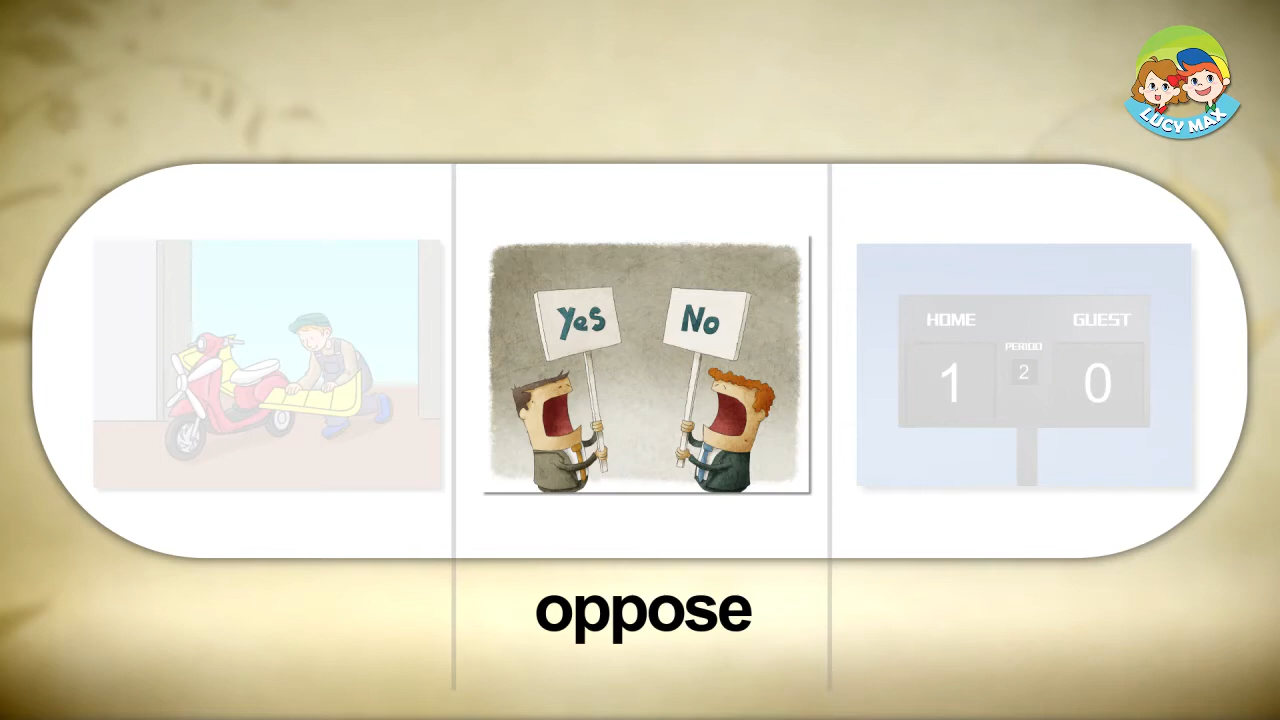 LUCY MAX
Yes
No
HOME
GUEST
PERIOD
1
2
0
oppose